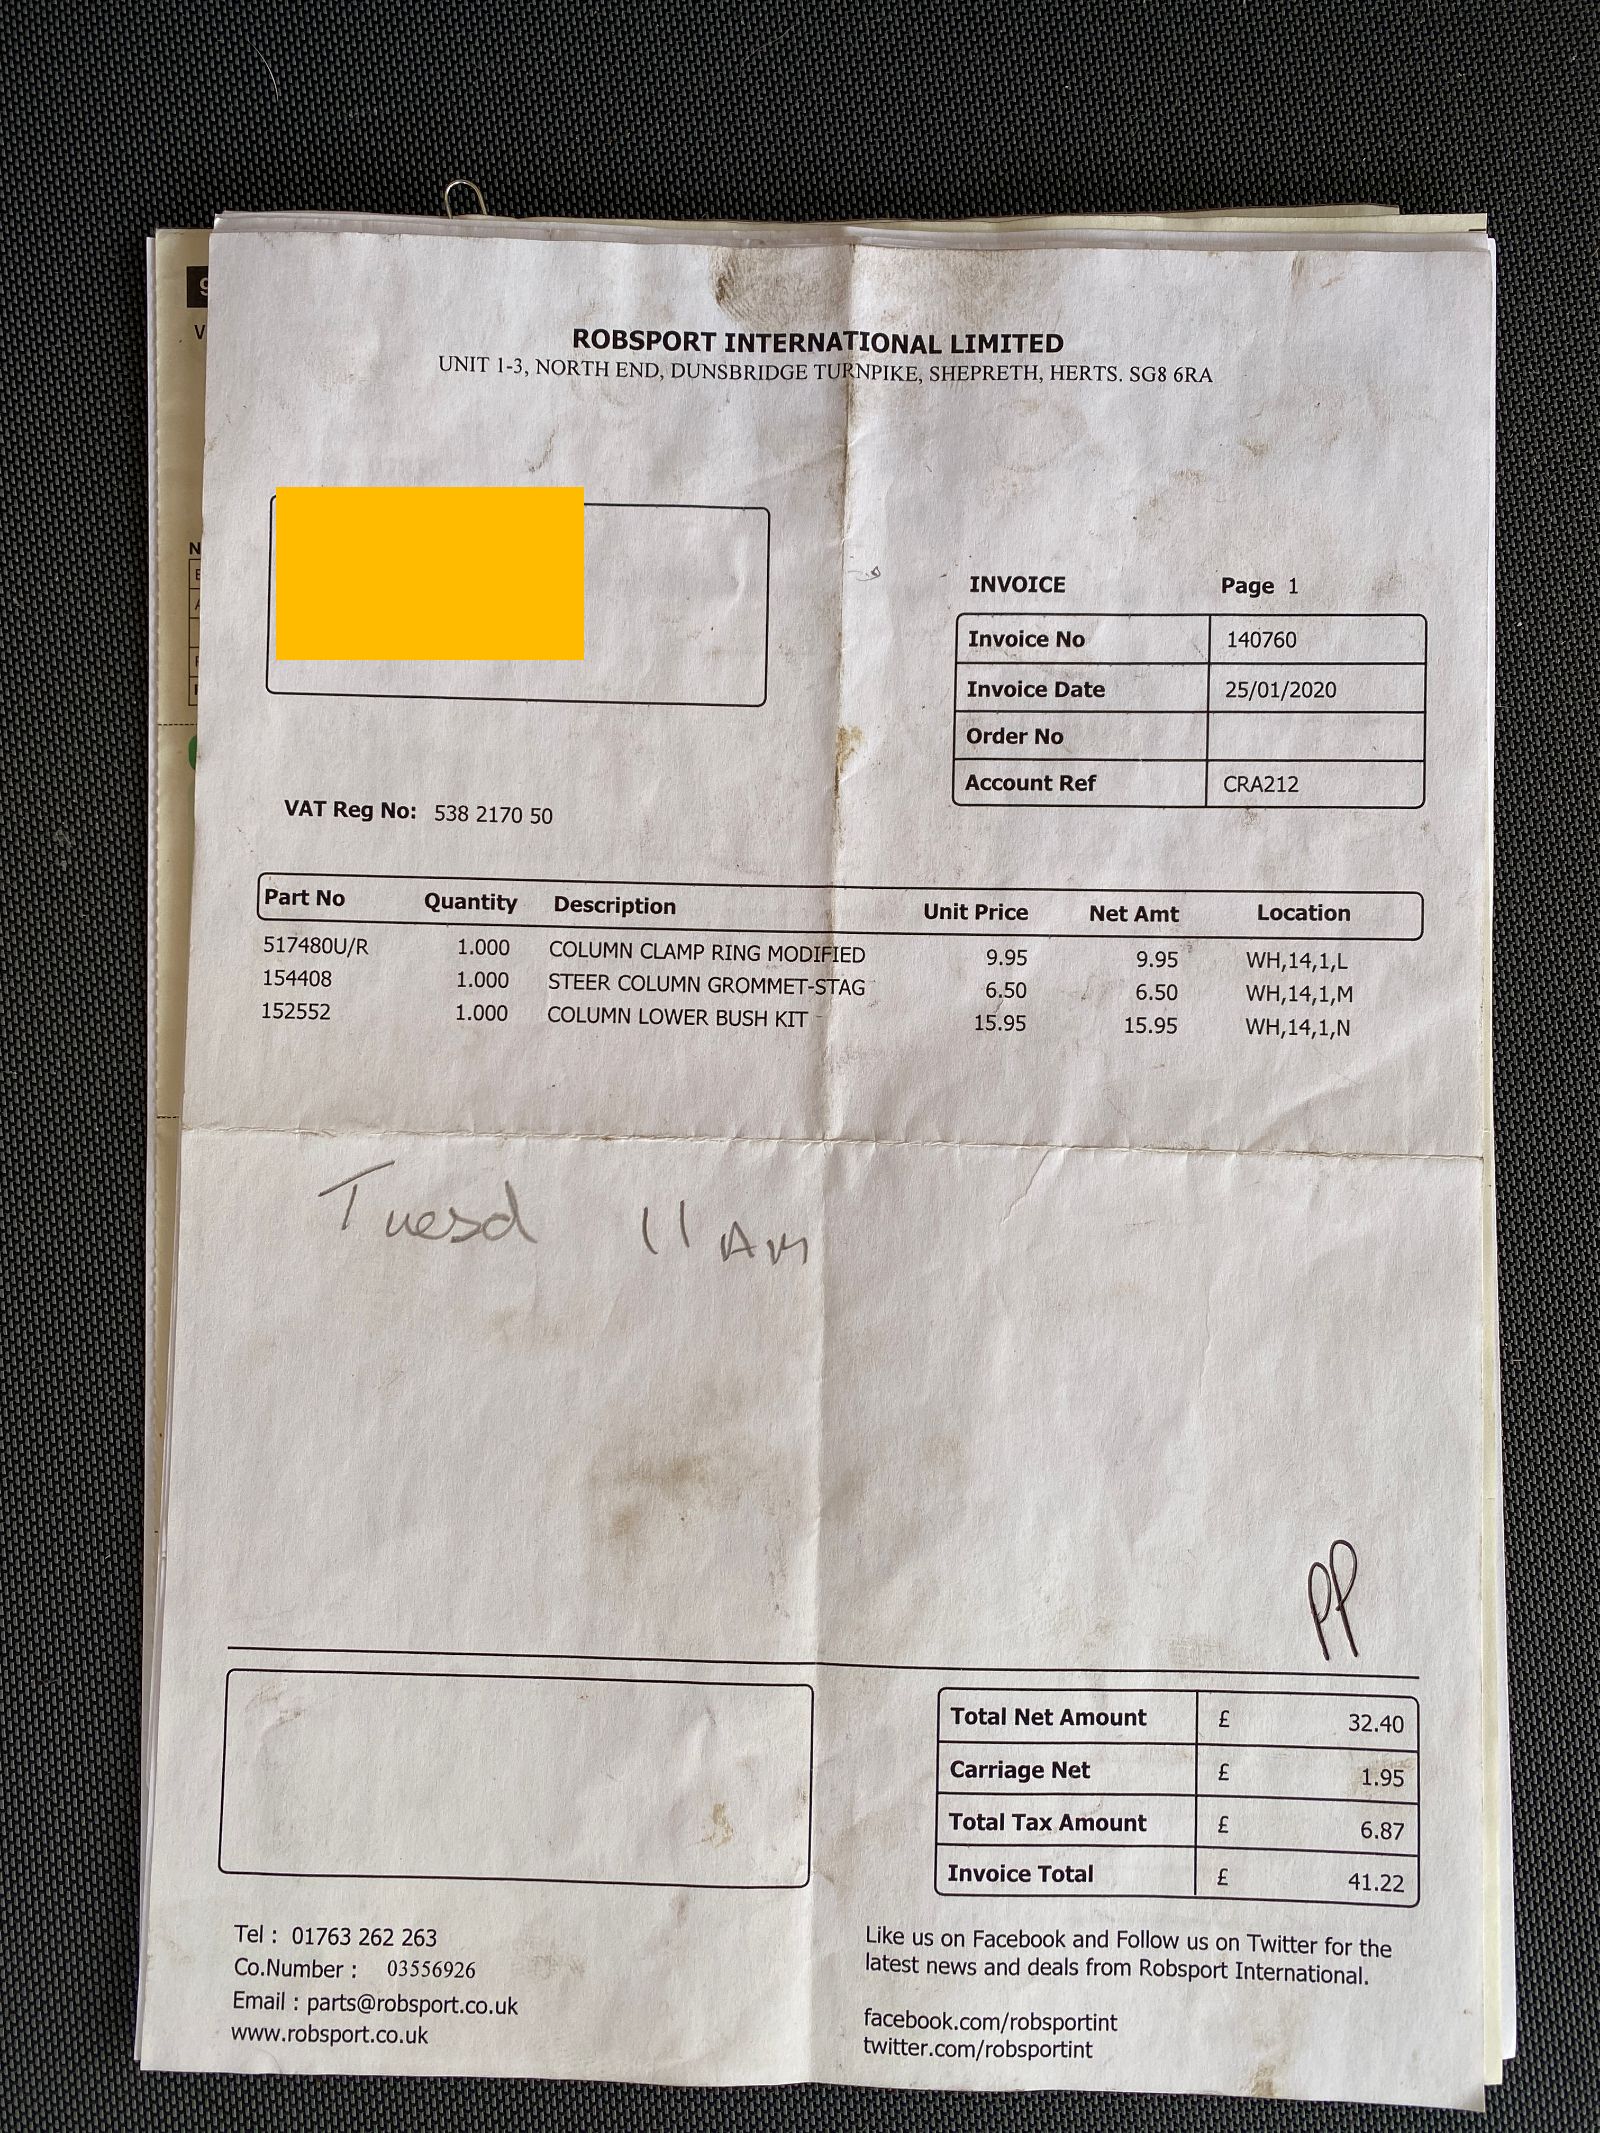 ROBSPORT INTERNATIONAL LIMITED
UNIT 1-3, NORTH END, DUNSBRIDGE TURNPIKE, SHEPRETH, HERTS. SG8 6RA
INVOICE Page 1
Invoice No 140760
Invoice Date 25/01/2020
Order No
Account Ref CRA212
VAT Reg No: 538 2170 50
Part No Quantity Description Unit Price Net Amt Location
517480U/R 1.000 COLUMN CLAMP RING MODIFIED 9.95 9.95 WH,14,1,L
154408 1.000 STEER COLUMN GROMMET-STAG 6.50 6.50 WH,14,1,M
152552 1.000 COLUMN LOWER BUSH KIT 15.95 15.95 WH,14,1,N
Tuesd 11 AM
PP
Total Net Amount £ 32.40
Carriage Net £ 1.95
Total Tax Amount £ 6.87
Invoice Total £ 41.22
Tel : 01763 262 263
Co.Number : 03556926
Email : parts@robsport.co.uk
www.robsport.co.uk
Like us on Facebook and Follow us on Twitter for the
latest news and deals from Robsport International.
facebook.com/robsportint
twitter.com/robsportint